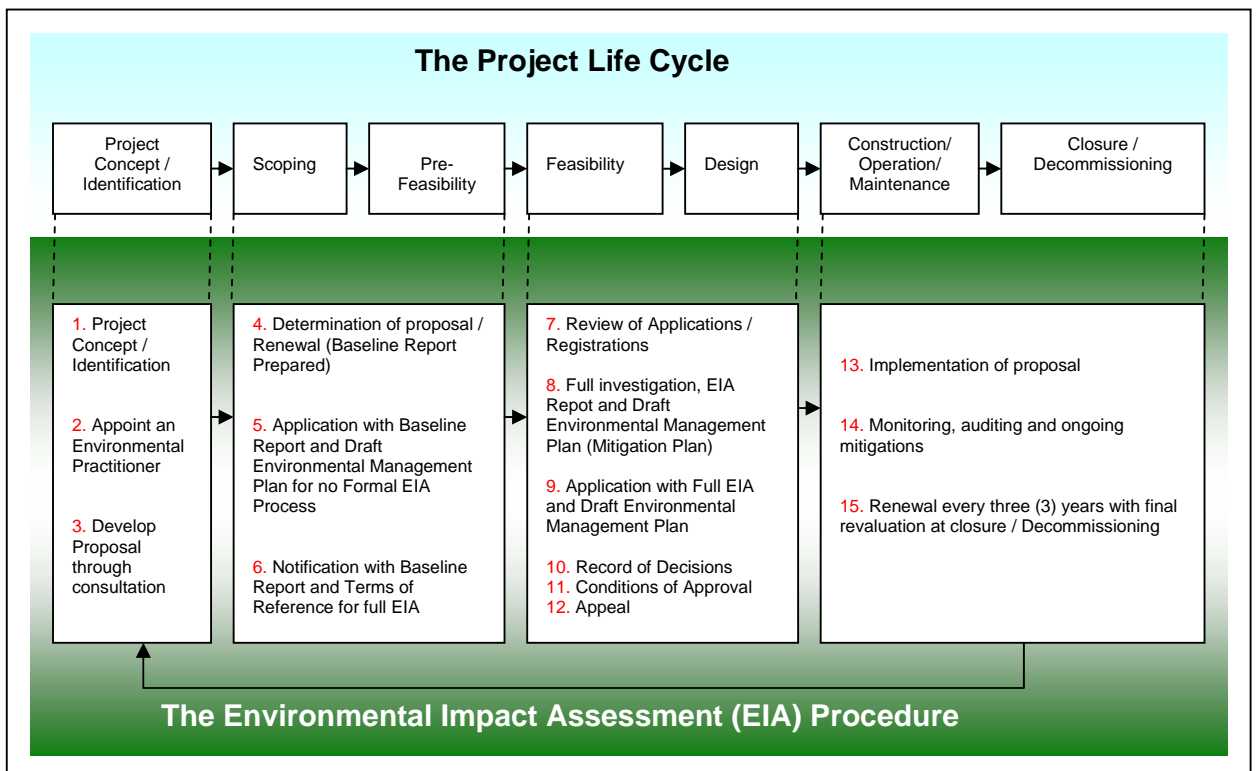 The Project Life Cycle
Project
Concept /
Identification
Scoping
Pre-
Feasibility
Feasibility
Design
Construction/
Operation/
Maintenance
Closure /
Decommissioning
1. Project
Concept /
Identification
2. Appoint an
Environmental
Practitioner
3. Develop
Proposal
through
consultation
4. Determination of proposal /
Renewal (Baseline Report
Prepared)
5. Application with Baseline
Report and Draft
Environmental Management
Plan for no Formal EIA
Process
6. Notification with Baseline
Report and Terms of
Reference for full EIA
7. Review of Applications /
Registrations
8. Full investigation, EIA
Repot and Draft
Environmental Management
Plan (Mitigation Plan)
9. Application with Full EIA
and Draft Environmental
Management Plan
10. Record of Decisions
11. Conditions of Approval
12. Appeal
13. Implementation of proposal
14. Monitoring, auditing and ongoing
mitigations
15. Renewal every three (3) years with final
revaluation at closure / Decommissioning
The Environmental Impact Assessment (EIA) Procedure